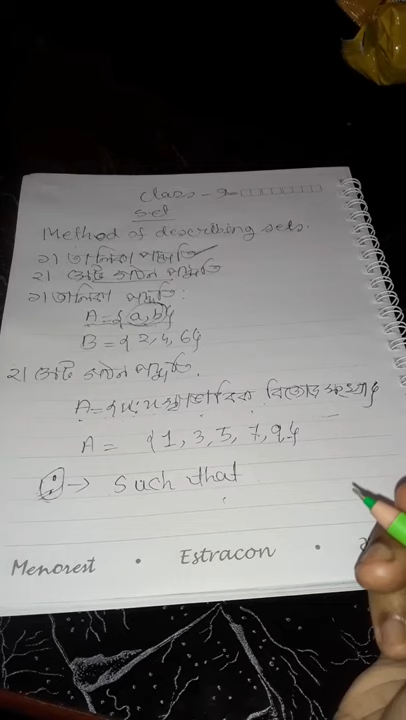 Class - 9
Set
Method of describing sets.
১। তালিকা পদ্ধতি
২। সেট গঠন পদ্ধতি
১। তালিকা পদ্ধতি:
A = {a, b}
B = {2, 4, 6}
২। সেট গঠন পদ্ধতি.
A = {x: x স্বাভাবিক বিজোড় সংখ্যা}
A = {1, 3, 5, 7, 9}
: → Such that
Menorest • Estracon •